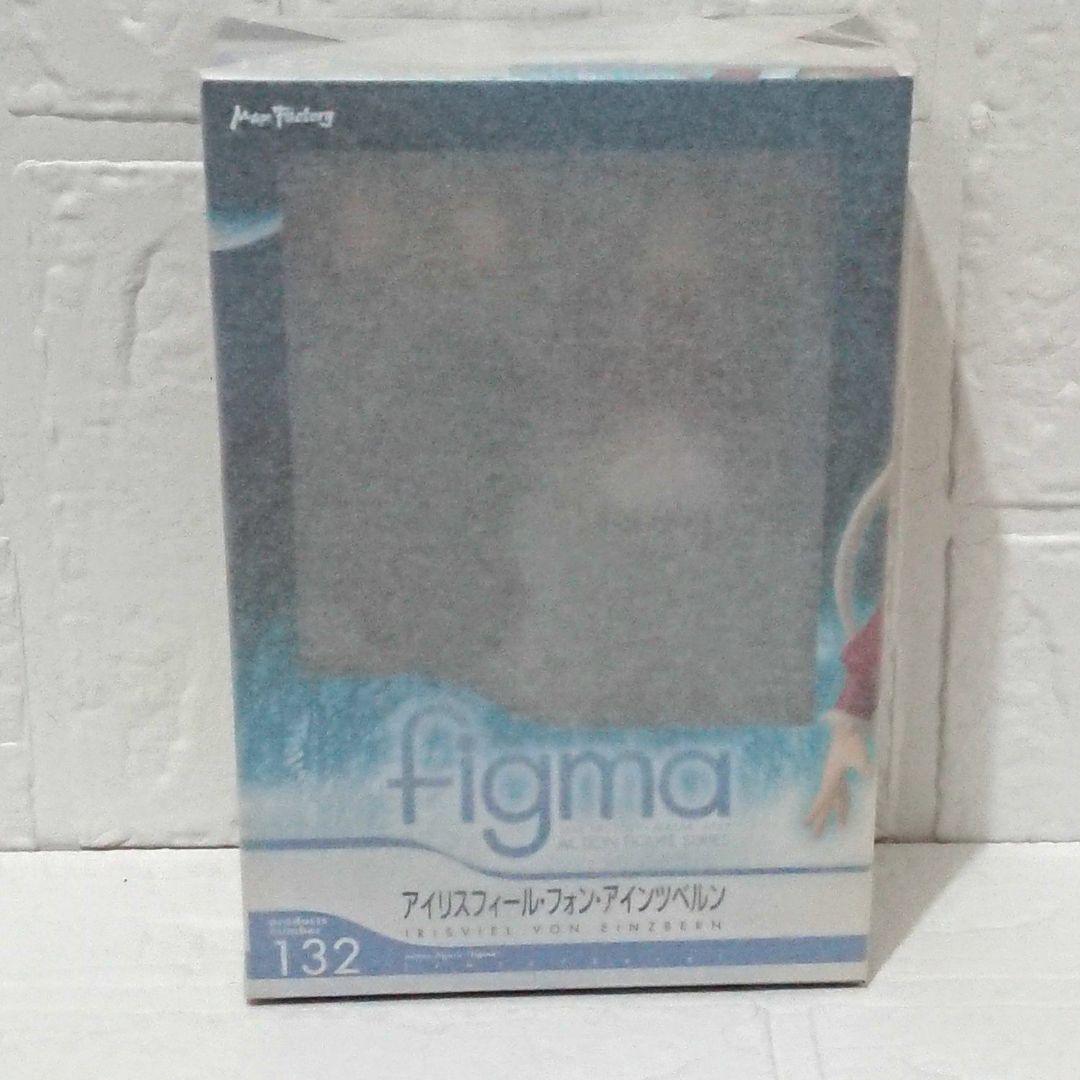 Max Factory
figma
ACTION FIGURE SERIES
アイリスフィール・フォン・アインツベルン
IRISVIEL VON EINZBERN
products
number
132